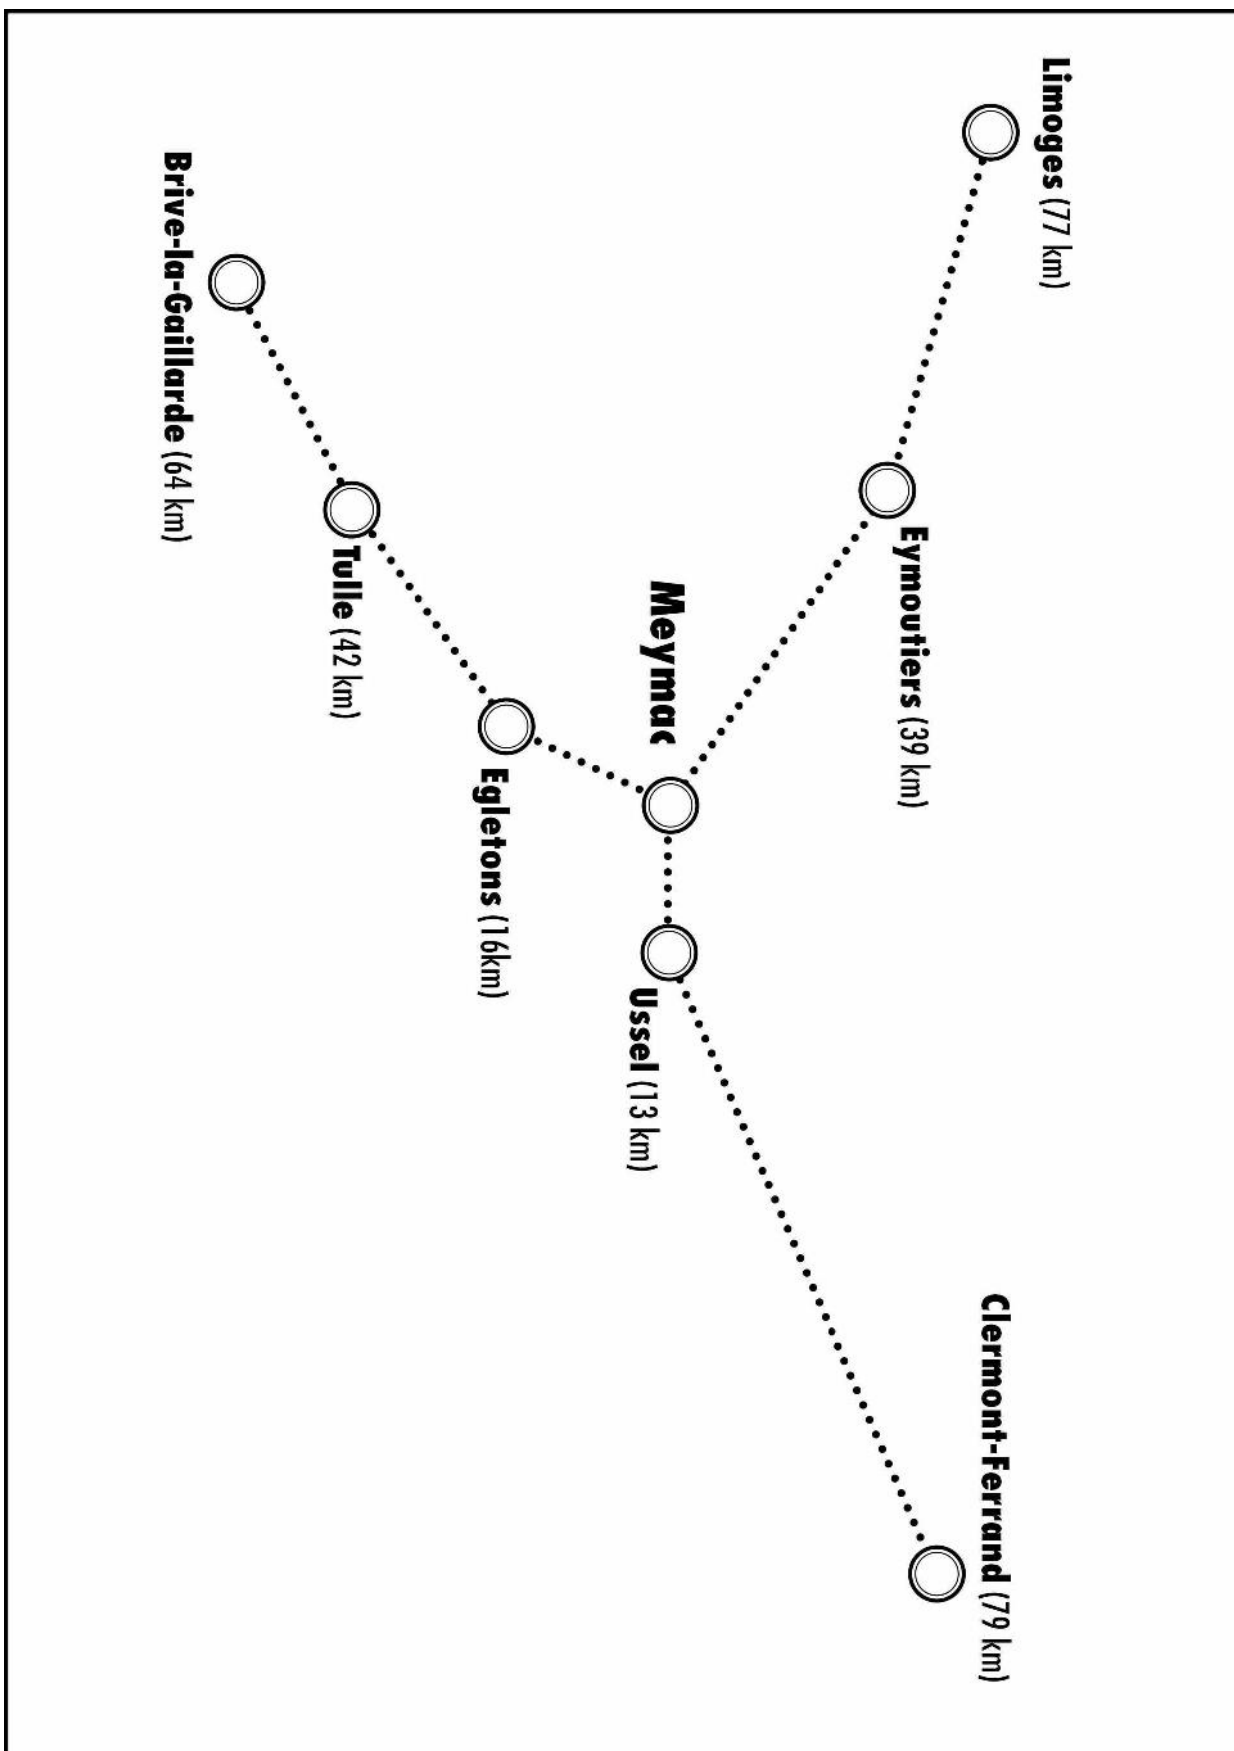 Limoges (77 km)
Clermont-Ferrand (79 km)
Eymoutiers (39 km)
Meymac
Ussel (13 km)
Egletons (16km)
Tulle (42 km)
Brive-la-Gaillarde (64 km)